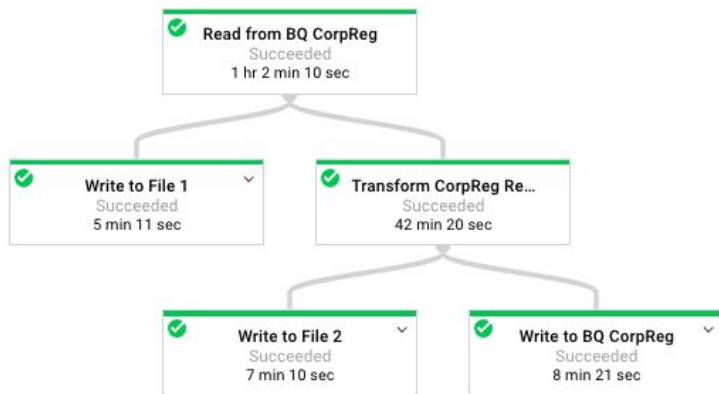 Read from BQ CorpReg
Succeeded
1 hr 2 min 10 sec
Write to File 1
Succeeded
5 min 11 sec
Transform CorpReg Re...
Succeeded
42 min 20 sec
Write to File 2
Succeeded
7 min 10 sec
Write to BQ CorpReg
Succeeded
8 min 21 sec